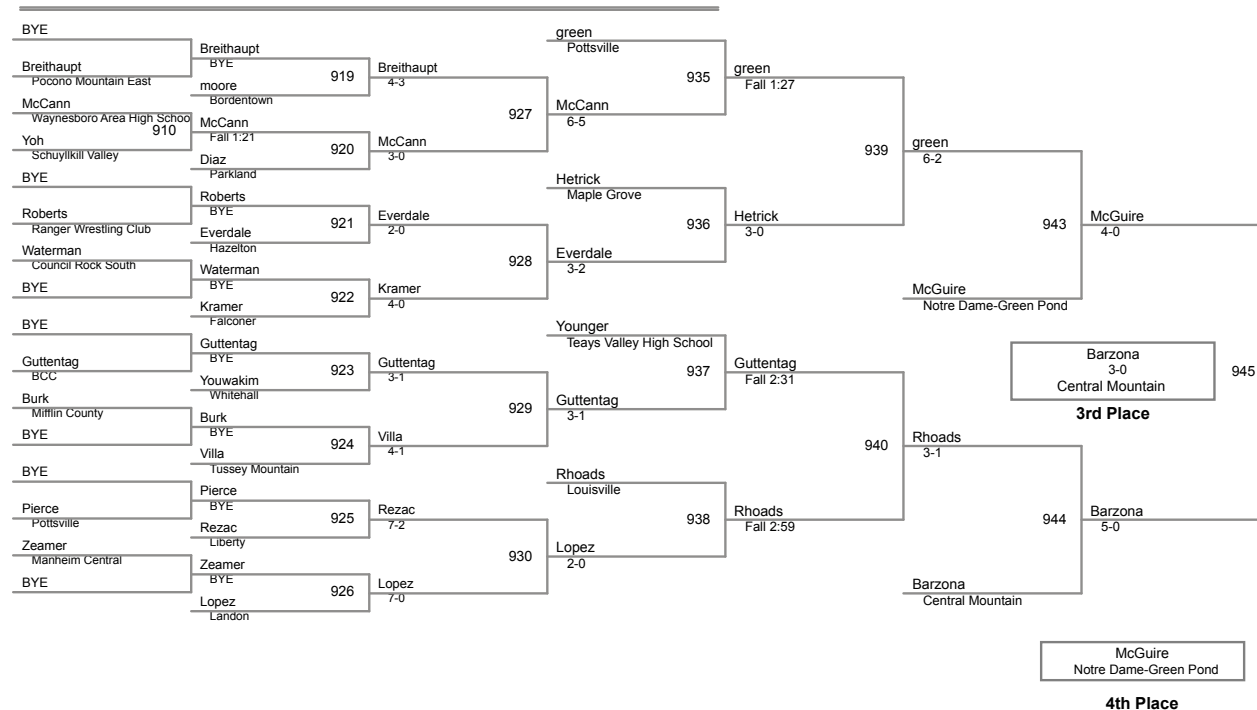 BYE
Breithaupt
Pocono Mountain East
McCann
Waynesboro Area High School
910
Yoh
Schuylkill Valley
BYE
Roberts
Ranger Wrestling Club
Waterman
Council Rock South
BYE
BYE
Guttentag
BCC
Burk
Mifflin County
BYE
BYE
Pierce
Pottsville
Zeamer
Manheim Central
BYE
Breithaupt
BYE
919
moore
Bordentown
McCann
Fall 1:21
920
Diaz
Parkland
Roberts
BYE
921
Everdale
Hazelton
Waterman
BYE
922
Kramer
Falconer
Guttentag
BYE
923
Youwakim
Whitehall
Burk
BYE
924
Villa
Tussey Mountain
Pierce
BYE
925
Rezac
Liberty
Zeamer
BYE
926
Lopez
Landon
Breithaupt
4-3
927
McCann
3-0
Everdale
2-0
928
Kramer
4-0
Guttentag
3-1
929
Villa
4-1
Rezac
7-2
930
Lopez
7-0
green
Pottsville
935
McCann
6-5
Hetrick
Maple Grove
936
Everdale
3-2
Younger
Teays Valley High School
937
Guttentag
3-1
Rhoads
Louisville
938
Lopez
2-0
green
Fall 1:27
939
Hetrick
3-0
Guttentag
Fall 2:31
940
Rhoads
Fall 2:59
green
6-2
943
McGuire
Notre Dame-Green Pond
Rhoads
3-1
944
Barzona
Central Mountain
McGuire
4-0
Barzona
3-0
Central Mountain
945
3rd Place
Barzona
5-0
McGuire
Notre Dame-Green Pond
4th Place